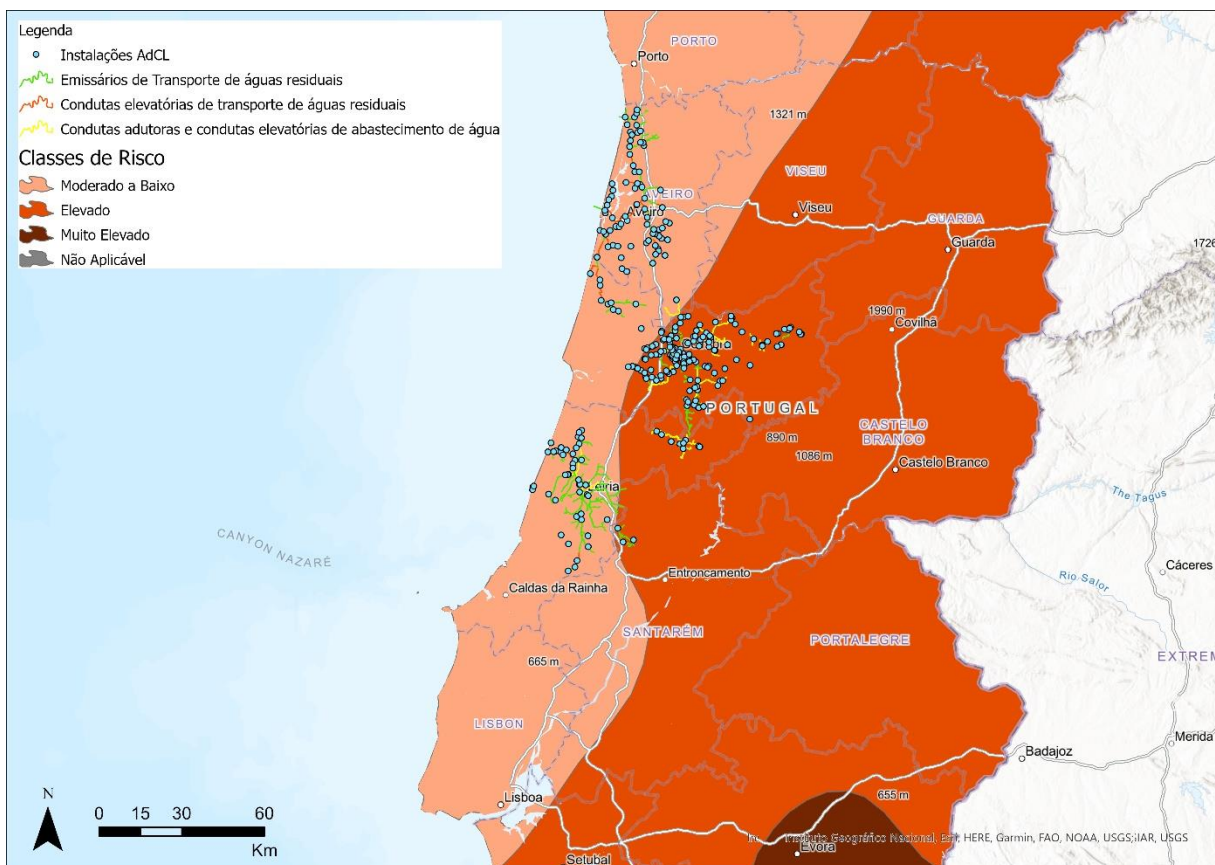 Legenda
Instalações AdCL
Emissários de Transporte de águas residuais
Condutas elevatórias de transporte de águas residuais
Condutas adutoras e condutas elevatórias de abastecimento de água
Classes de Risco
Moderado a Baixo
Elevado
Muito Elevado
Não Aplicável
PORTO
Porto
1321 m
VISEU
VEIRO
Aveiro
Viseu
GUARDA
Guarda
1726
1990 m
Covilhã
PORTUGAL
CASTELO
BRANCO
890 m
1086 m
Castelo Branco
eiria
The Tagus
CANYON NAZARÉ
Entroncamento
Cáceres
Rio Salor
Caldas da Rainha
SANTARÉM
PORTALEGRE
EXTREM
665 m
LISBON
Merida
Badajoz
N
0 15 30 60
Km
Lisboa
655 m
Instituto Geográfico Nacional, Esri, HERE, Garmin, FAO, NOAA, USGS;IIAR, USGS
Évora
Setubal